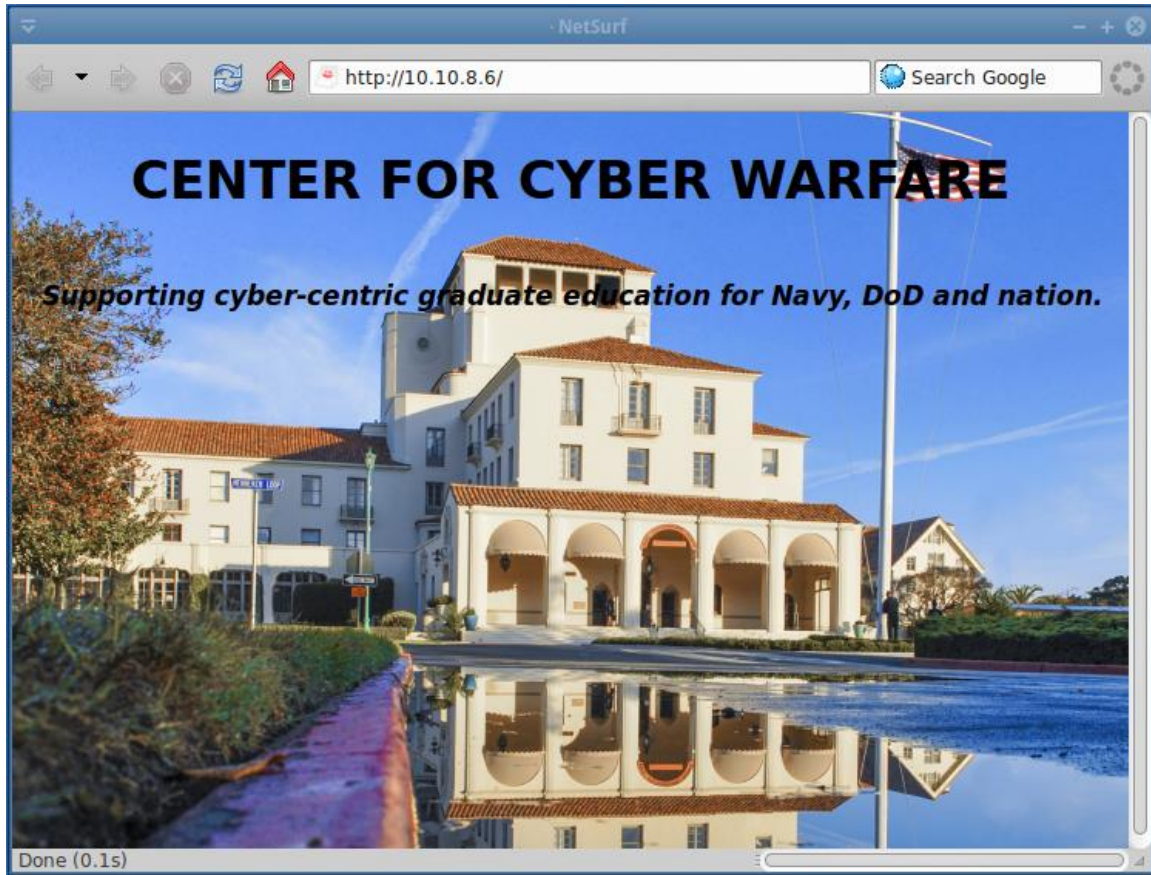 · NetSurf
http://10.10.8.6/
Search Google
CENTER FOR CYBER WARFARE
Supporting cyber-centric graduate education for Navy, DoD and nation.
Done (0.1s)